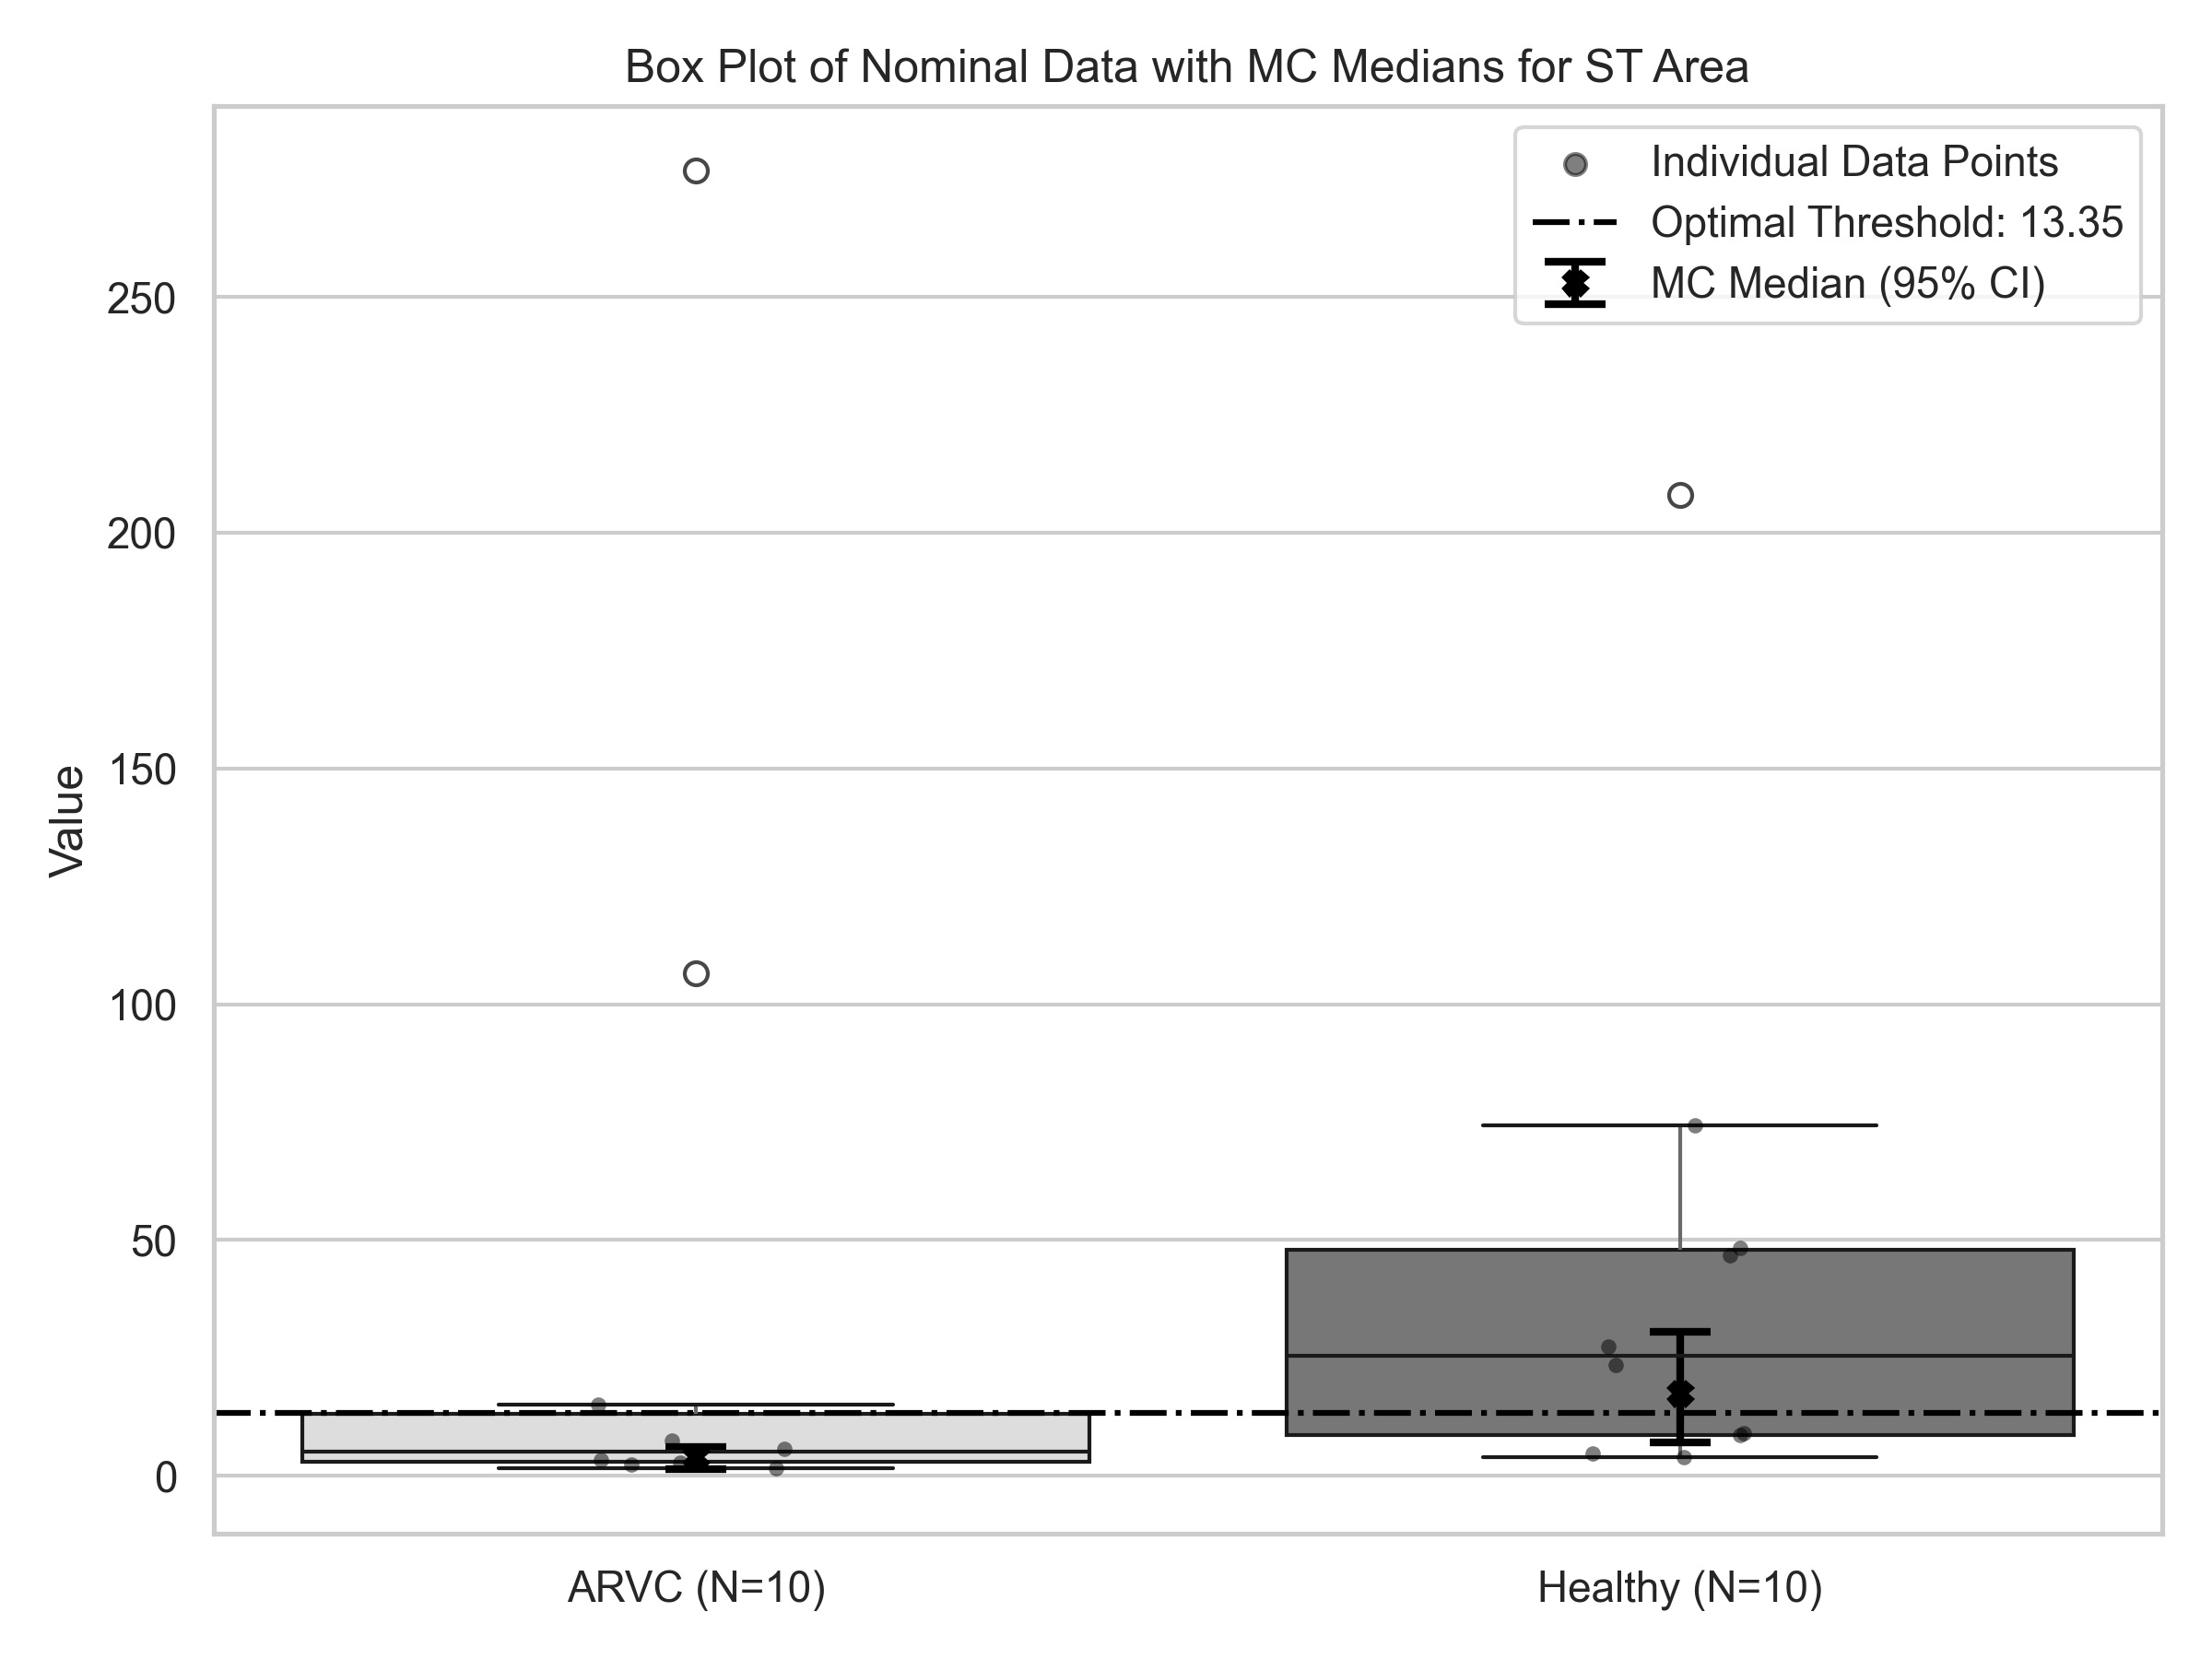 Box Plot of Nominal Data with MC Medians for ST Area
Individual Data Points
Optimal Threshold: 13.35
MC Median (95% CI)
250
200
150
100
50
0
Value
ARVC (N=10)
Healthy (N=10)